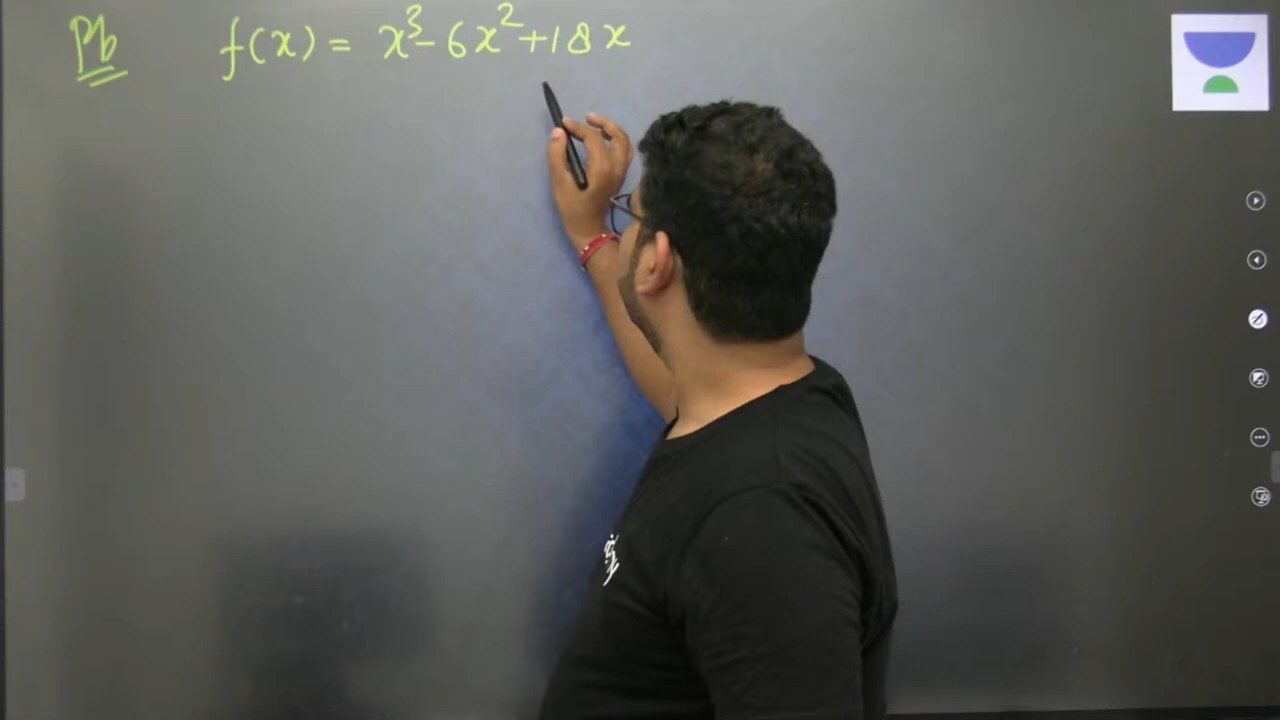 Pb f(x) = x³-6x²+18x